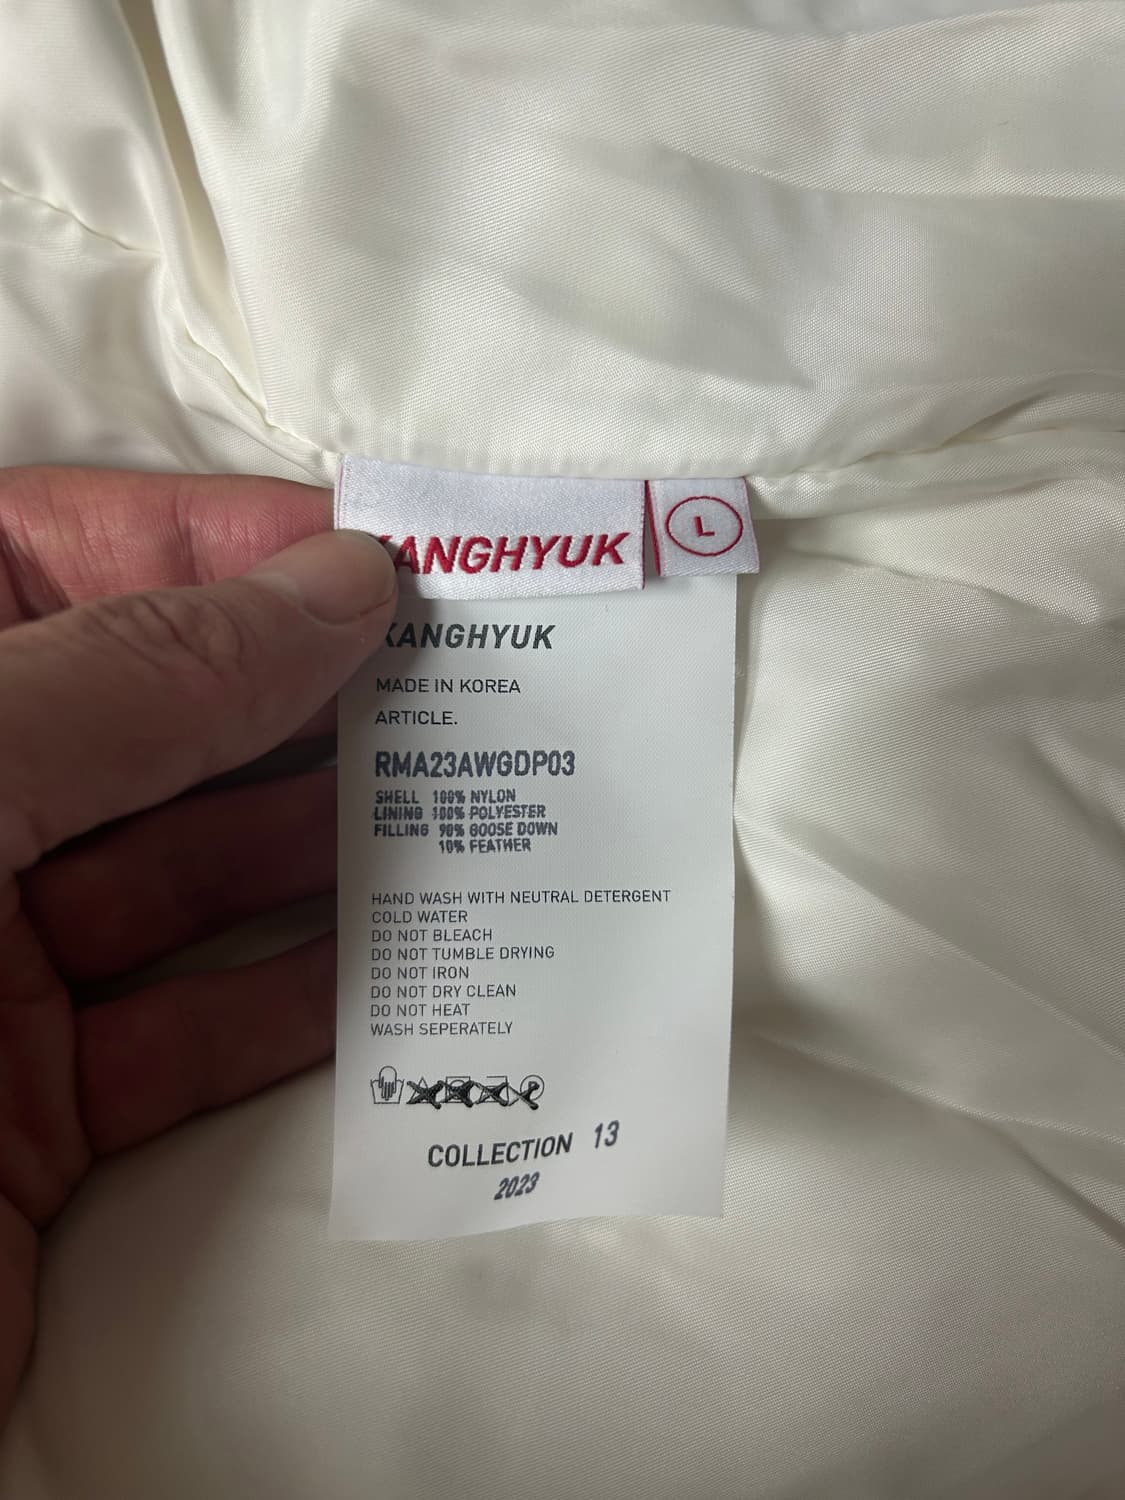 KANGHYUK
L
KANGHYUK
MADE IN KOREA
ARTICLE.
RMA23AWGDP03
SHELL 100% NYLON
LINING 100% POLYESTER
FILLING 90% GOOSE DOWN
10% FEATHER
HAND WASH WITH NEUTRAL DETERGENT
COLD WATER
DO NOT BLEACH
DO NOT TUMBLE DRYING
DO NOT IRON
DO NOT DRY CLEAN
DO NOT HEAT
WASH SEPERATELY
COLLECTION 13
2023